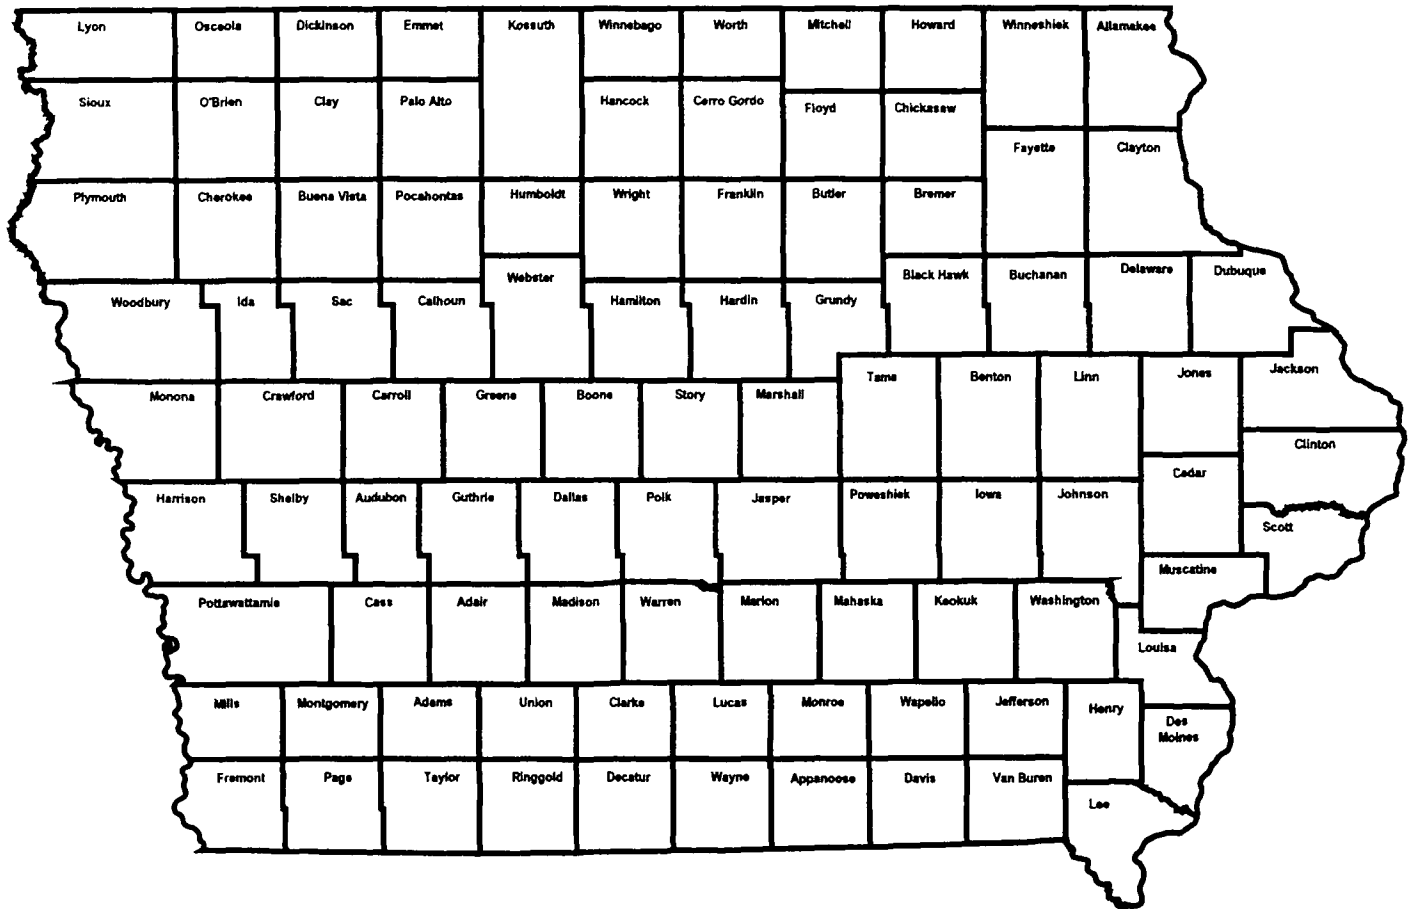 Lyon
Osceola
Dickinson
Emmet
Kossuth
Winnebago
Worth
Mitchell
Howard
Winneshiek
Allamakee
Sioux
O'Brien
Clay
Palo Alto
Hancock
Cerro Gordo
Floyd
Chickasaw
Fayette
Clayton
Plymouth
Cherokee
Buena Vista
Pocahontas
Humboldt
Wright
Franklin
Butler
Bremer
Woodbury
Ida
Sac
Calhoun
Webster
Hamilton
Hardin
Grundy
Black Hawk
Buchanan
Delaware
Dubuque
Monona
Crawford
Carroll
Greene
Boone
Story
Marshall
Tama
Benton
Linn
Jones
Jackson
Clinton
Cedar
Harrison
Shelby
Audubon
Guthrie
Dallas
Polk
Jasper
Poweshiek
Iowa
Johnson
Scott
Muscatine
Pottawattamie
Cass
Adair
Madison
Warren
Marion
Mahaska
Keokuk
Washington
Louisa
Mills
Montgomery
Adams
Union
Clarke
Lucas
Monroe
Wapello
Jefferson
Henry
Des
Moines
Fremont
Page
Taylor
Ringgold
Decatur
Wayne
Appanoose
Davis
Van Buren
Lee